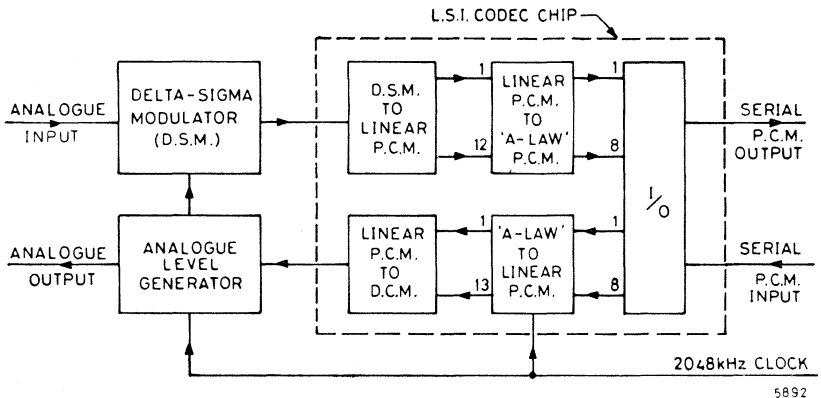 L.S.I. CODEC CHIP
ANALOGUE
INPUT
DELTA-SIGMA
MODULATOR
(D.S.M.)
D.S.M.
TO
LINEAR
P.C.M.
1
12
LINEAR
P.C.M.
TO
'A-LAW'
P.C.M.
1
8
I/O
SERIAL
P.C.M.
OUTPUT
ANALOGUE
OUTPUT
ANALOGUE
LEVEL
GENERATOR
LINEAR
P.C.M.
TO
D.C.M.
1
13
'A-LAW'
TO
LINEAR
P.C.M.
1
8
SERIAL
P.C.M.
INPUT
2048kHz CLOCK
5892